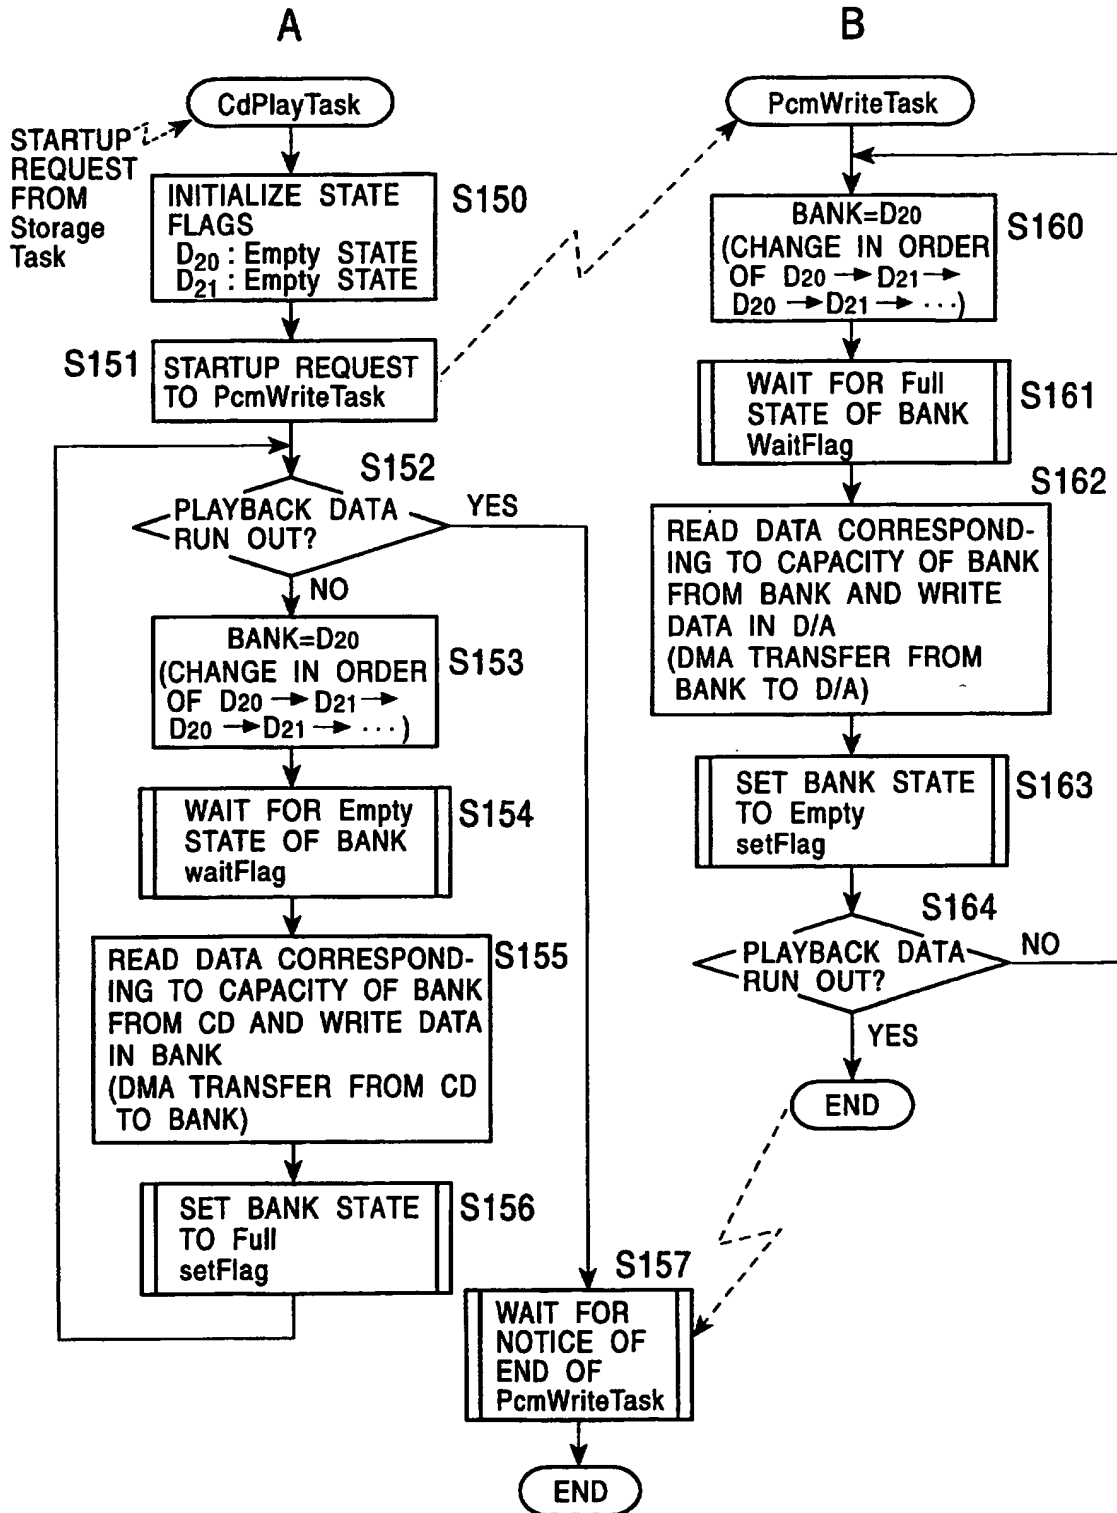 A
CdPlayTask
STARTUP
REQUEST
FROM
Storage
Task
INITIALIZE STATE
FLAGS
D20 : Empty STATE
D21 : Empty STATE
S150
S151
STARTUP REQUEST
TO PcmWriteTask
S152
PLAYBACK DATA
RUN OUT?
YES
NO
BANK=D20
(CHANGE IN ORDER
OF D20 → D21 →
D20 → D21 → ···)
S153
WAIT FOR Empty
STATE OF BANK
waitFlag
S154
READ DATA CORRESPOND-
ING TO CAPACITY OF BANK
FROM CD AND WRITE DATA
IN BANK
(DMA TRANSFER FROM CD
TO BANK)
S155
SET BANK STATE
TO Full
setFlag
S156
S157
WAIT FOR
NOTICE OF
END OF
PcmWriteTask
END
B
PcmWriteTask
BANK=D20
(CHANGE IN ORDER
OF D20 → D21 →
D20 → D21 → ···)
S160
WAIT FOR Full
STATE OF BANK
WaitFlag
S161
S162
READ DATA CORRESPOND-
ING TO CAPACITY OF BANK
FROM BANK AND WRITE
DATA IN D/A
(DMA TRANSFER FROM
BANK TO D/A)
SET BANK STATE
TO Empty
setFlag
S163
S164
PLAYBACK DATA
RUN OUT?
NO
YES
END